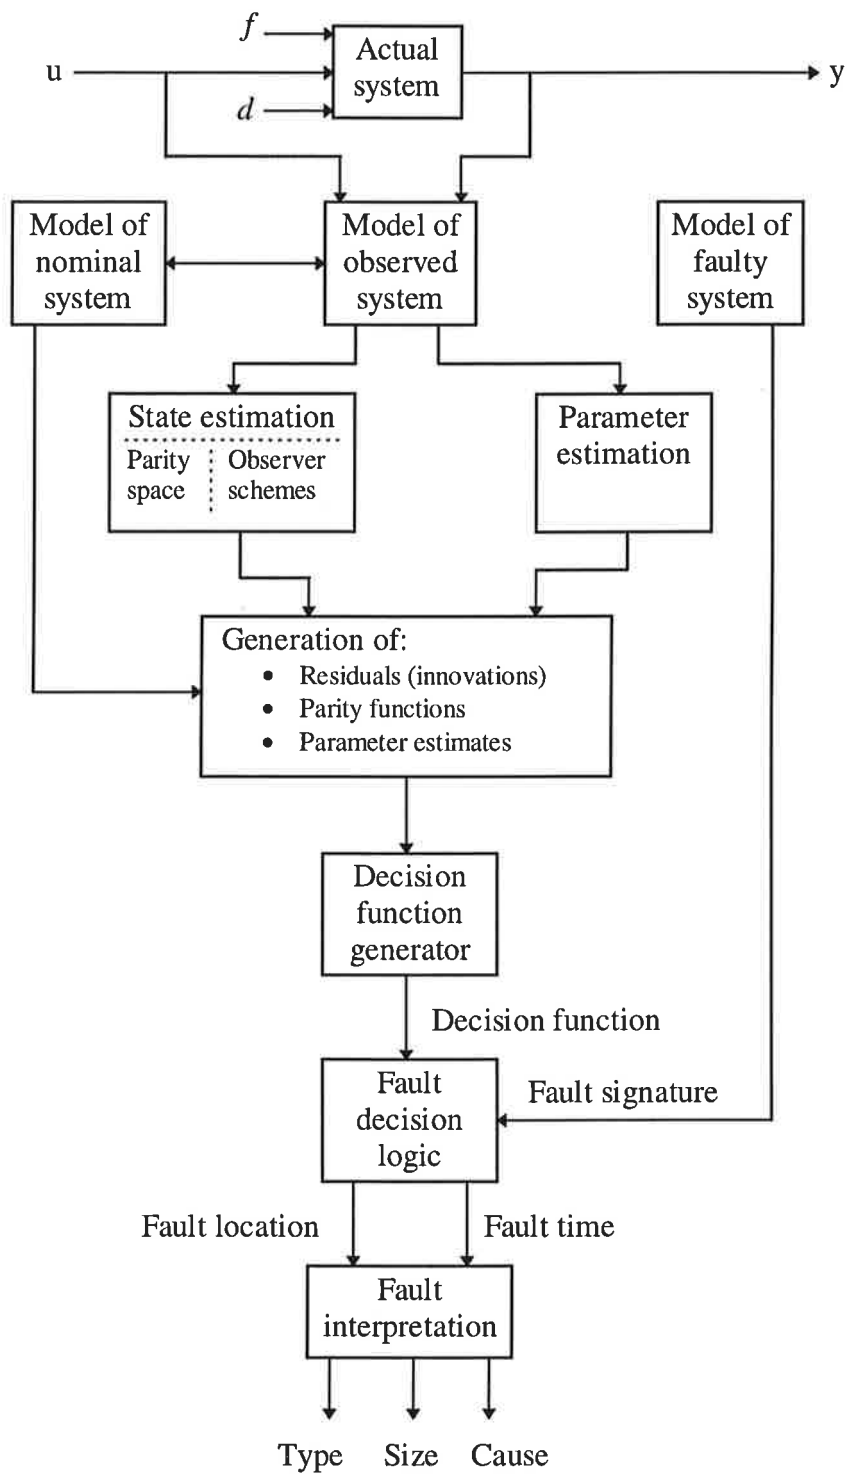 f
Actual
u
system
y
d
Model of
nominal
system
Model of
observed
system
Model of
faulty
system
State estimation
Parity
space
Observer
schemes
Parameter
estimation
Generation of:
• Residuals (innovations)
• Parity functions
• Parameter estimates
Decision
function
generator
Decision function
Fault
decision
logic
Fault signature
Fault location
Fault time
Fault
interpretation
Type
Size
Cause